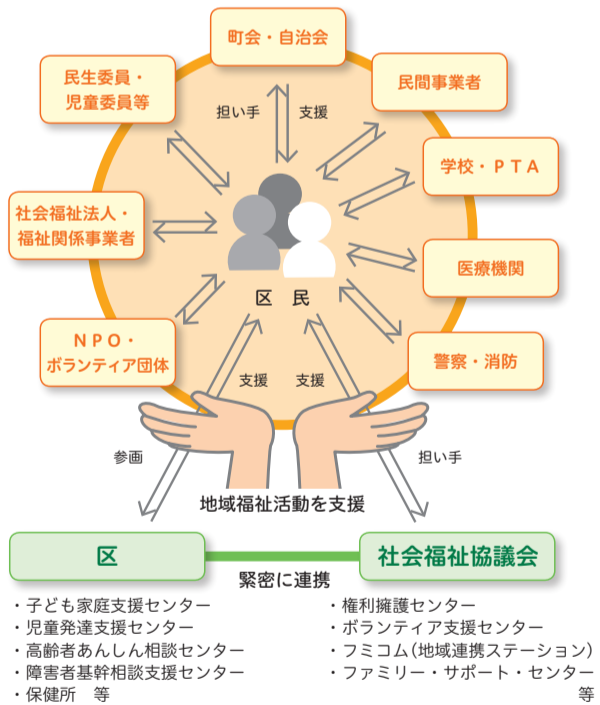 町会・自治会
民生委員・
児童委員等
民間事業者
担い手
支援
学校・ＰＴＡ
社会福祉法人・
福祉関係事業者
医療機関
区　民
ＮＰＯ・
ボランティア団体
警察・消防
支援
支援
参画
担い手
地域福祉活動を支援
区
社会福祉協議会
緊密に連携
・子ども家庭支援センター
・児童発達支援センター
・高齢者あんしん相談センター
・障害者基幹相談支援センター
・保健所　等
・権利擁護センター
・ボランティア支援センター
・フミコム（地域連携ステーション）
・ファミリー・サポート・センター
等